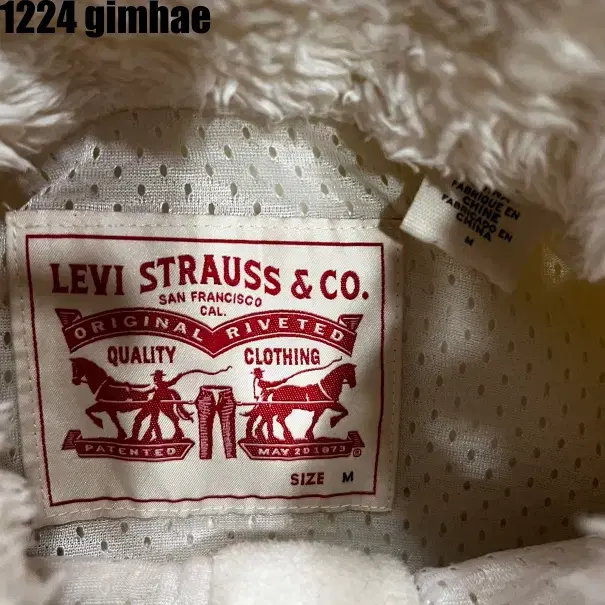 1224 gimhae
LEVI STRAUSS & CO.
SAN FRANCISCO
CAL.
ORIGINAL RIVETED
QUALITY CLOTHING
PATENTED MAY 20 1873 ®
SIZE M
FABRIQUE EN
CHINE
FABRICADO EN
CHINA
M